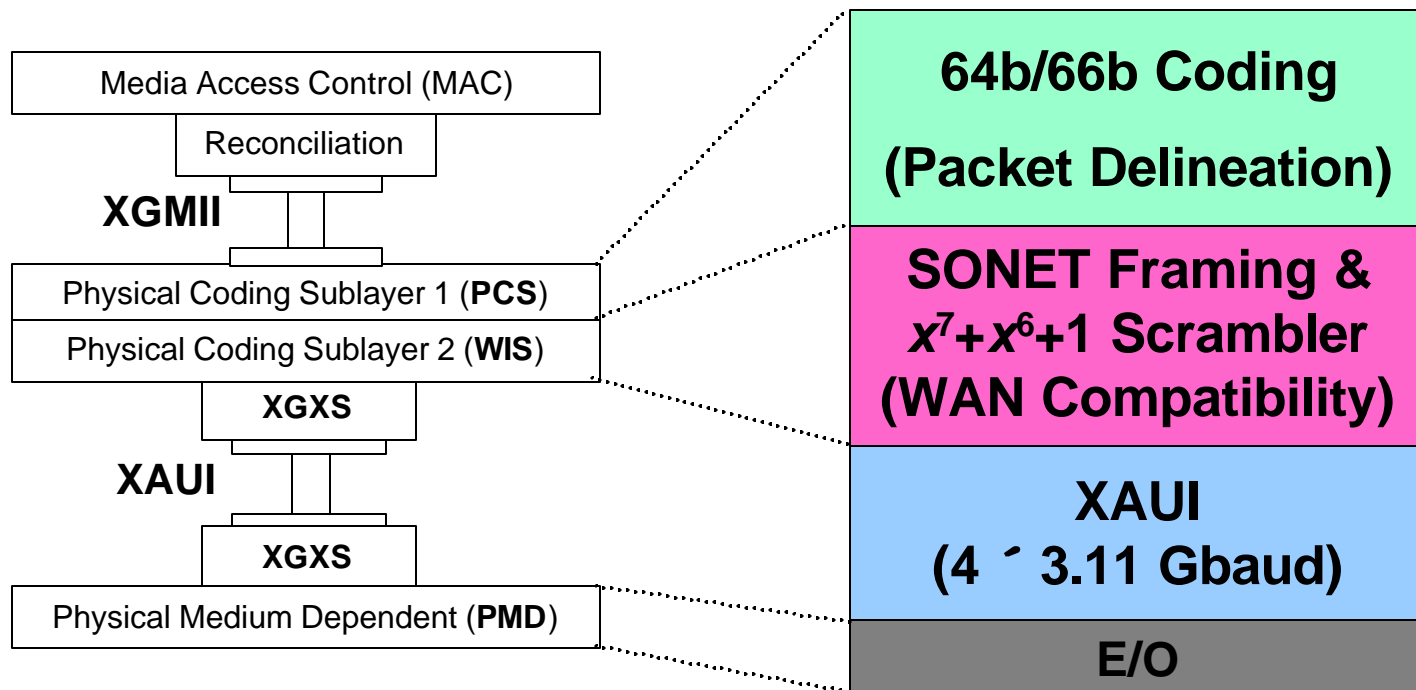 Media Access Control (MAC)
Reconciliation
XGMII
Physical Coding Sublayer 1 (PCS)
Physical Coding Sublayer 2 (WIS)
XGXS
XAUI
XGXS
Physical Medium Dependent (PMD)
64b/66b Coding
(Packet Delineation)
SONET Framing &
x⁷+x⁶+1 Scrambler
(WAN Compatibility)
XAUI
(4 ´ 3.11 Gbaud)
E/O